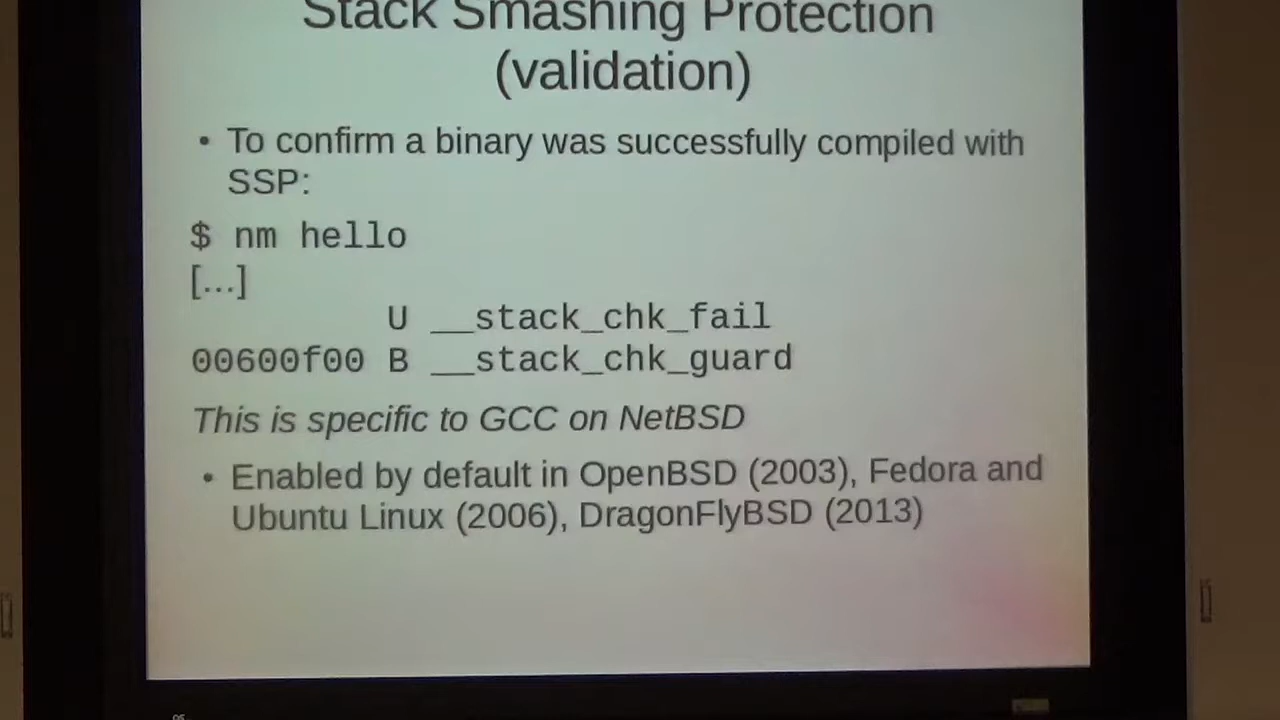 Stack Smashing Protection
(validation)
• To confirm a binary was successfully compiled with
SSP:
$ nm hello
[...]
U __stack_chk_fail
00600f00 B __stack_chk_guard
This is specific to GCC on NetBSD
• Enabled by default in OpenBSD (2003), Fedora and
Ubuntu Linux (2006), DragonFlyBSD (2013)